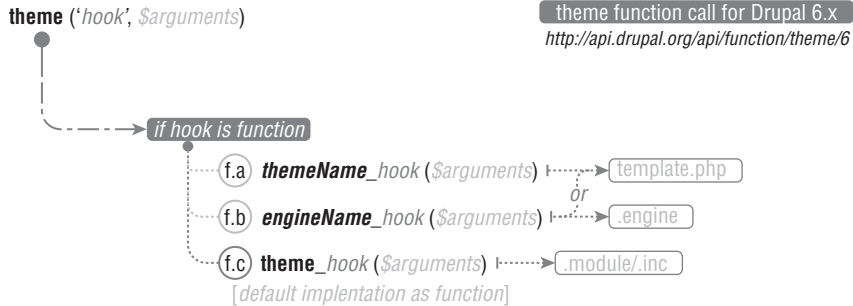 theme ('hook', $arguments)
theme function call for Drupal 6.x
http://api.drupal.org/api/function/theme/6
if hook is function
f.a themeName_hook ($arguments) template.php
or
f.b engineName_hook ($arguments) .engine
f.c theme_hook ($arguments) .module/.inc
[default implentation as function]